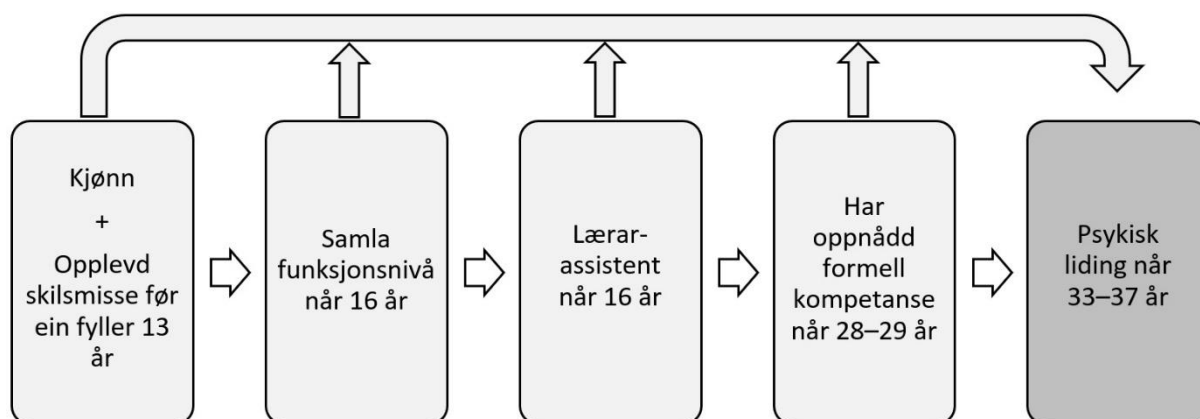 Kjønn
+
Opplevd
skilsmisse før
ein fyller 13
år
Samla
funksjonsnivå
når 16 år
Lærar-
assistent
når 16 år
Har
oppnådd
formell
kompetanse
når 28–29 år
Psykisk
liding når
33–37 år